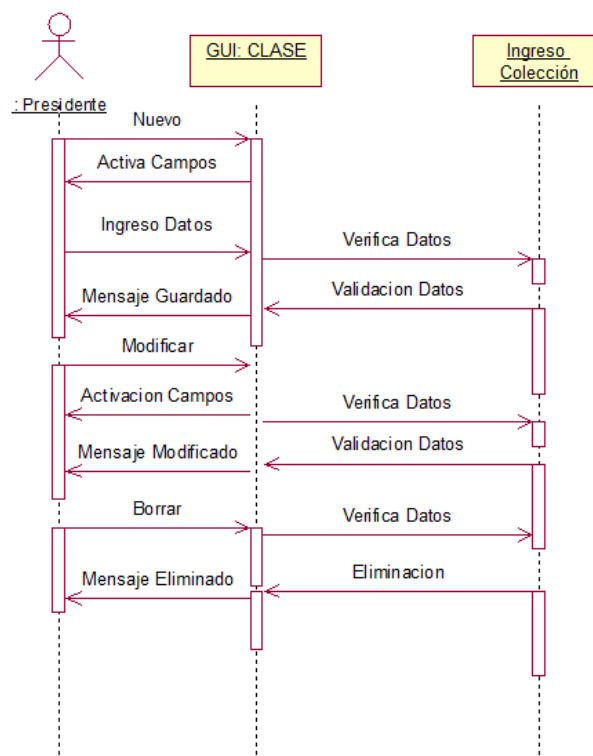 GUI: CLASE
Ingreso
Colección
: Presidente
Nuevo
Activa Campos
Ingreso Datos
Verifica Datos
Validacion Datos
Mensaje Guardado
Modificar
Activacion Campos
Verifica Datos
Validacion Datos
Mensaje Modificado
Borrar
Verifica Datos
Eliminacion
Mensaje Eliminado